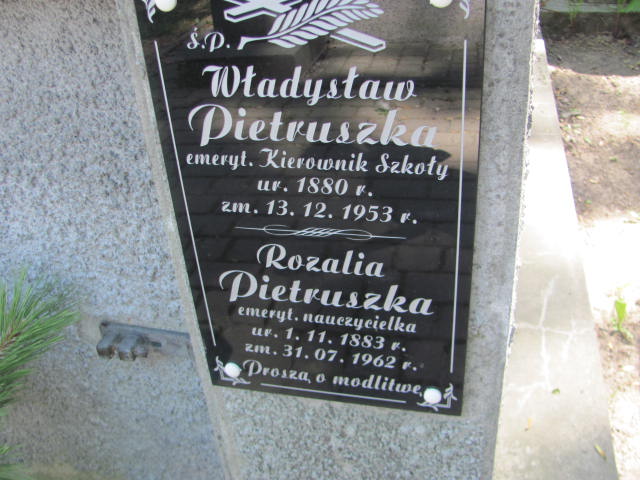 Ś.P.
Władysław
Pietruszka
emeryt. Kierownik Szkoły
ur. 1880 r.
zm. 13. 12. 1953 r.
Rozalia
Pietruszka
emeryt. nauczycielka
ur. 1. 11. 1883 r.
zm. 31. 07. 1962 r.
Proszą o modlitwę